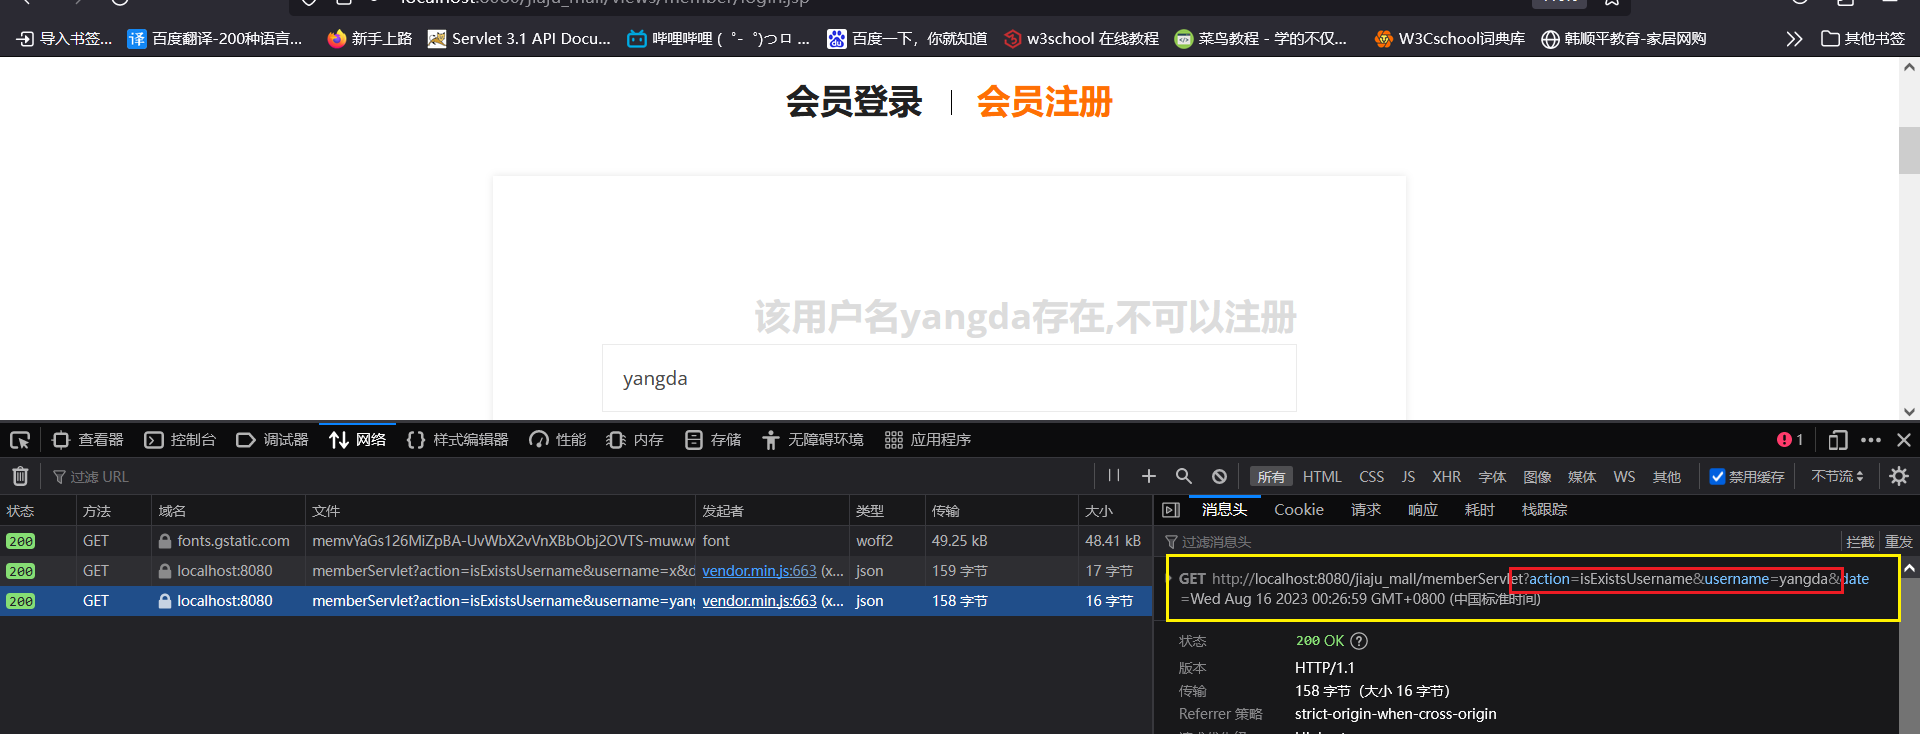 localhost:8080/jiaju_mall/views/member/login.jsp
导入书签... 百度翻译-200种语言... 新手上路 Servlet 3.1 API Docu... 哔哩哔哩 ( ゜- ゜)つロ ... 百度一下，你就知道 w3school 在线教程 菜鸟教程 - 学的不仅... W3Cschool词典库 韩顺平教育-家居网购 其他书签
会员登录 | 会员注册
该用户名yangda存在,不可以注册
yangda
查看器 控制台 调试器 网络 样式编辑器 性能 内存 存储 无障碍环境 应用程序 1
过滤 URL 所有 HTML CSS JS XHR 字体 图像 媒体 WS 其他 禁用缓存 不节流
状态 方法 域名 文件 发起者 类型 传输 大小
200 GET fonts.gstatic.com memvYaGs126MiZpBA-UvWbX2vVnXBbObj2OVTS-muw.w font woff2 49.25 kB 48.41 kB
200 GET localhost:8080 memberServlet?action=isExistsUsername&username=x&d vendor.min.js:663 (x... json 159 字节 17 字节
200 GET localhost:8080 memberServlet?action=isExistsUsername&username=yang vendor.min.js:663 (x... json 158 字节 16 字节
消息头 Cookie 请求 响应 耗时 栈跟踪
过滤消息头 拦截 重发
GET http://localhost:8080/jiaju_mall/memberServlet?action=isExistsUsername&username=yangda&date
=Wed Aug 16 2023 00:26:59 GMT+0800 (中国标准时间)
状态 200 OK
版本 HTTP/1.1
传输 158 字节（大小 16 字节）
Referrer 策略 strict-origin-when-cross-origin